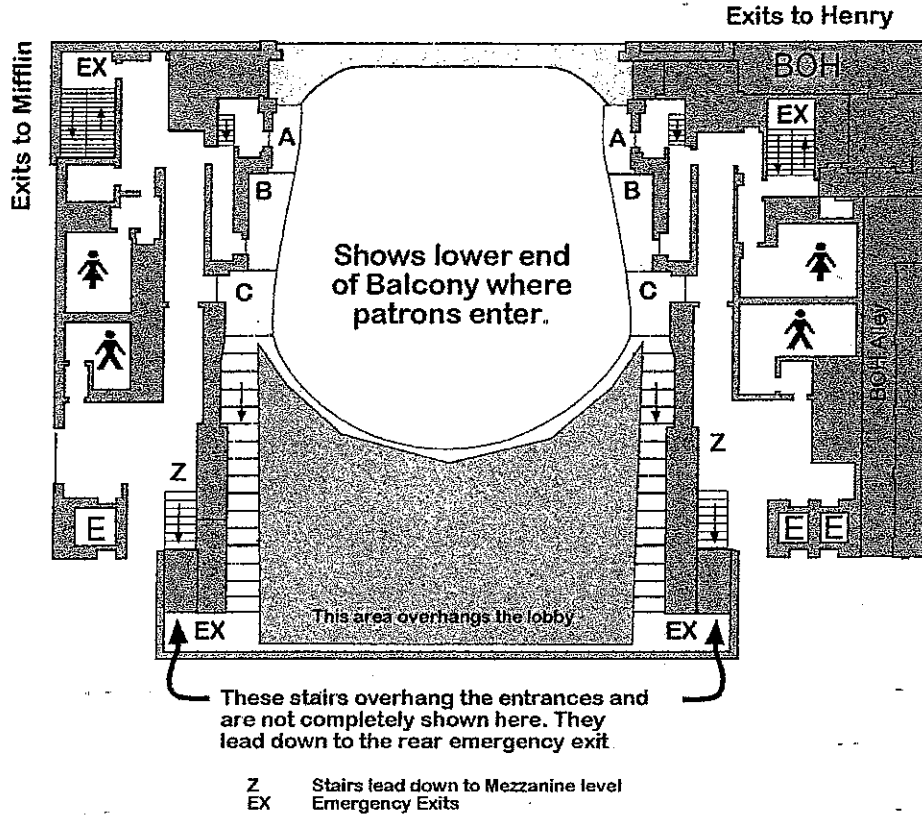 Exits to Henry
Exits to Mifflin
EX
BOH
EX
A
A
B
B
Shows lower end
of Balcony where
patrons enter.
C
C
BOH Alley
Z
Z
E
E
E
This area overhangs the lobby
EX
EX
These stairs overhang the entrances and
are not completely shown here. They
lead down to the rear emergency exit
Z Stairs lead down to Mezzanine level
EX Emergency Exits